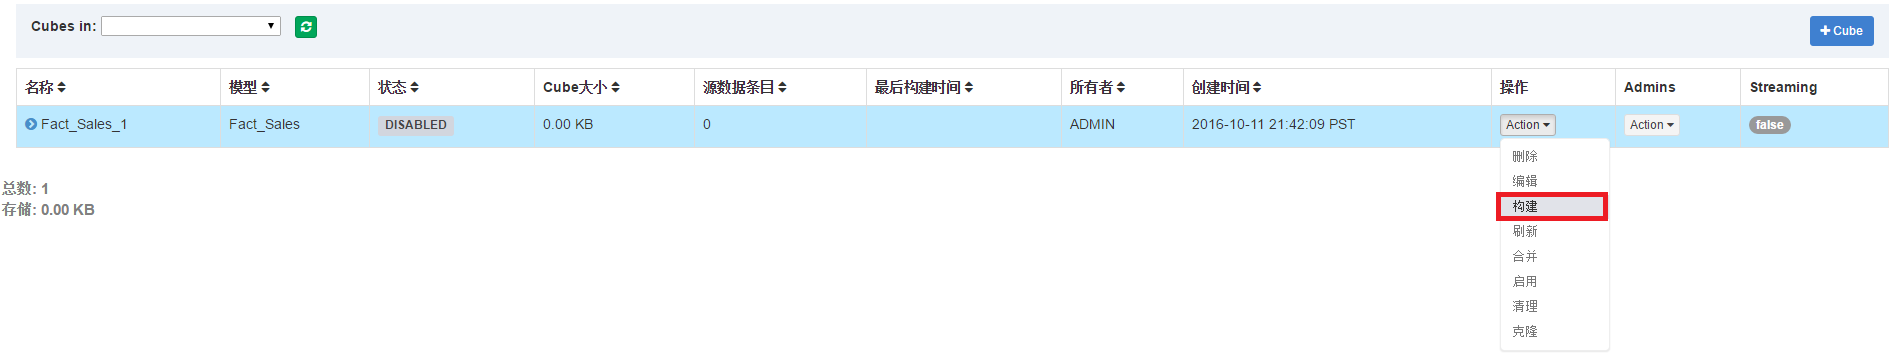 Cubes in:
+ Cube
名称 模型 状态 Cube大小 源数据条目 最后构建时间 所有者 创建时间 操作 Admins Streaming
Fact_Sales_1 Fact_Sales DISABLED 0.00 KB 0 ADMIN 2016-10-11 21:42:09 PST Action Action false
删除
编辑
构建
刷新
合并
启用
清理
克隆
总数: 1
存储: 0.00 KB